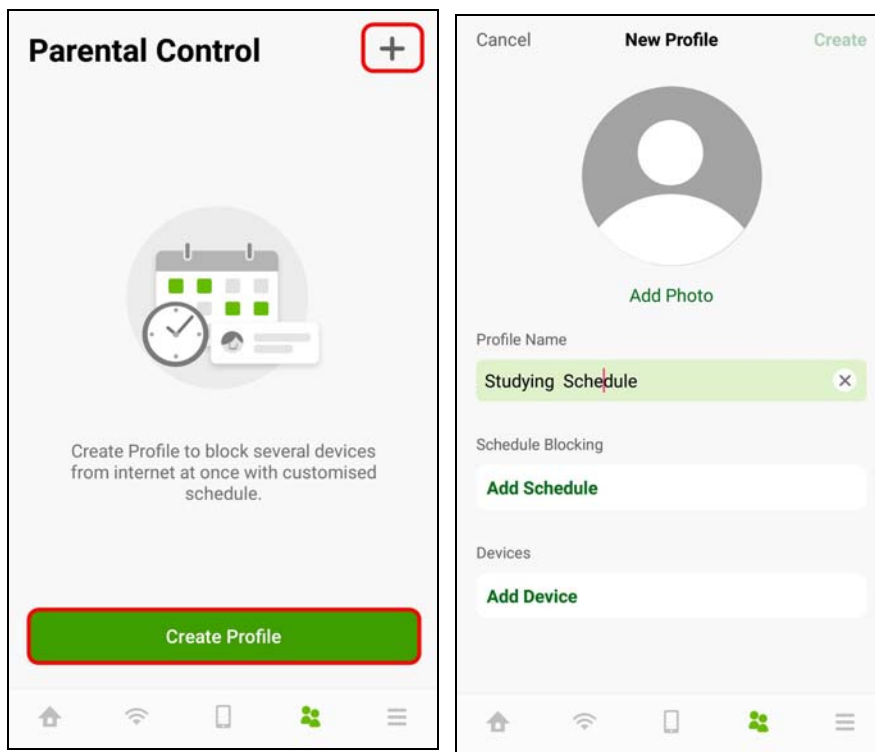 Parental Control
Create Profile to block several devices
from internet at once with customised
schedule.
Create Profile
Cancel New Profile Create
Add Photo
Profile Name
Studying  Schedule
Schedule Blocking
Add Schedule
Devices
Add Device